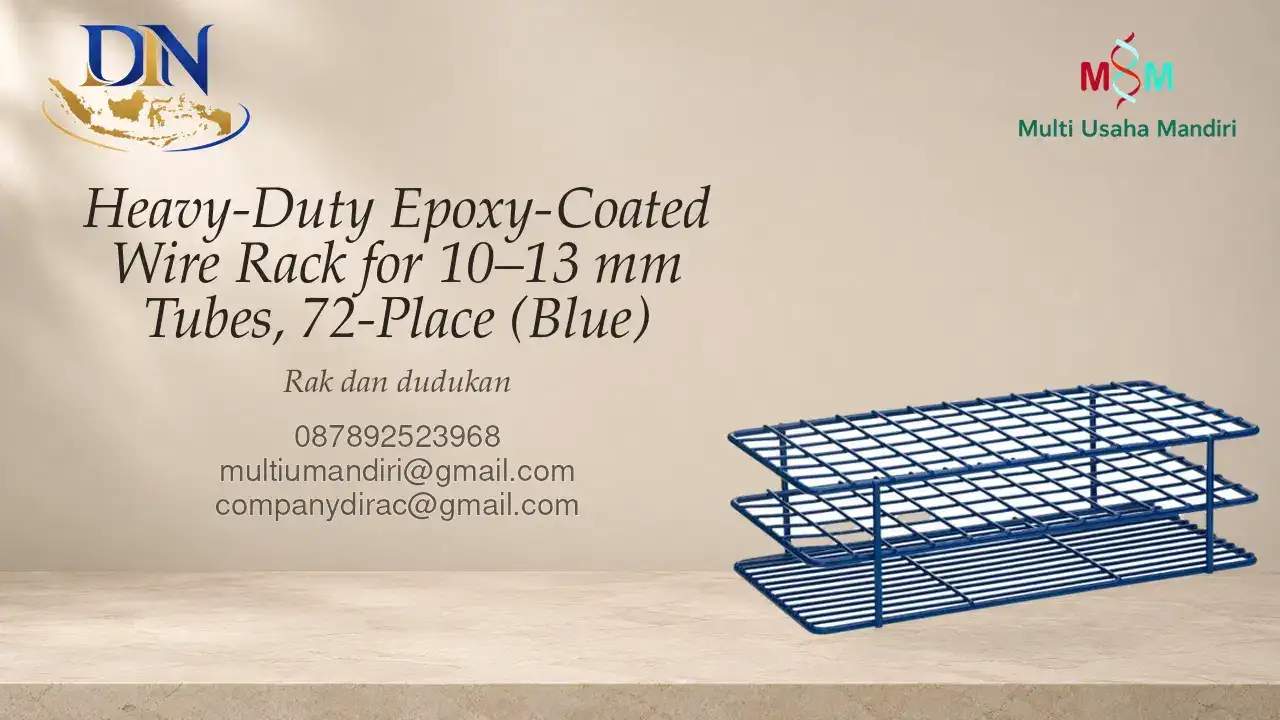 DIN
MSM
Multi Usaha Mandiri
Heavy-Duty Epoxy-Coated
Wire Rack for 10–13 mm
Tubes, 72-Place (Blue)
Rak dan dudukan
087892523968
multiumandiri@gmail.com
companydirac@gmail.com